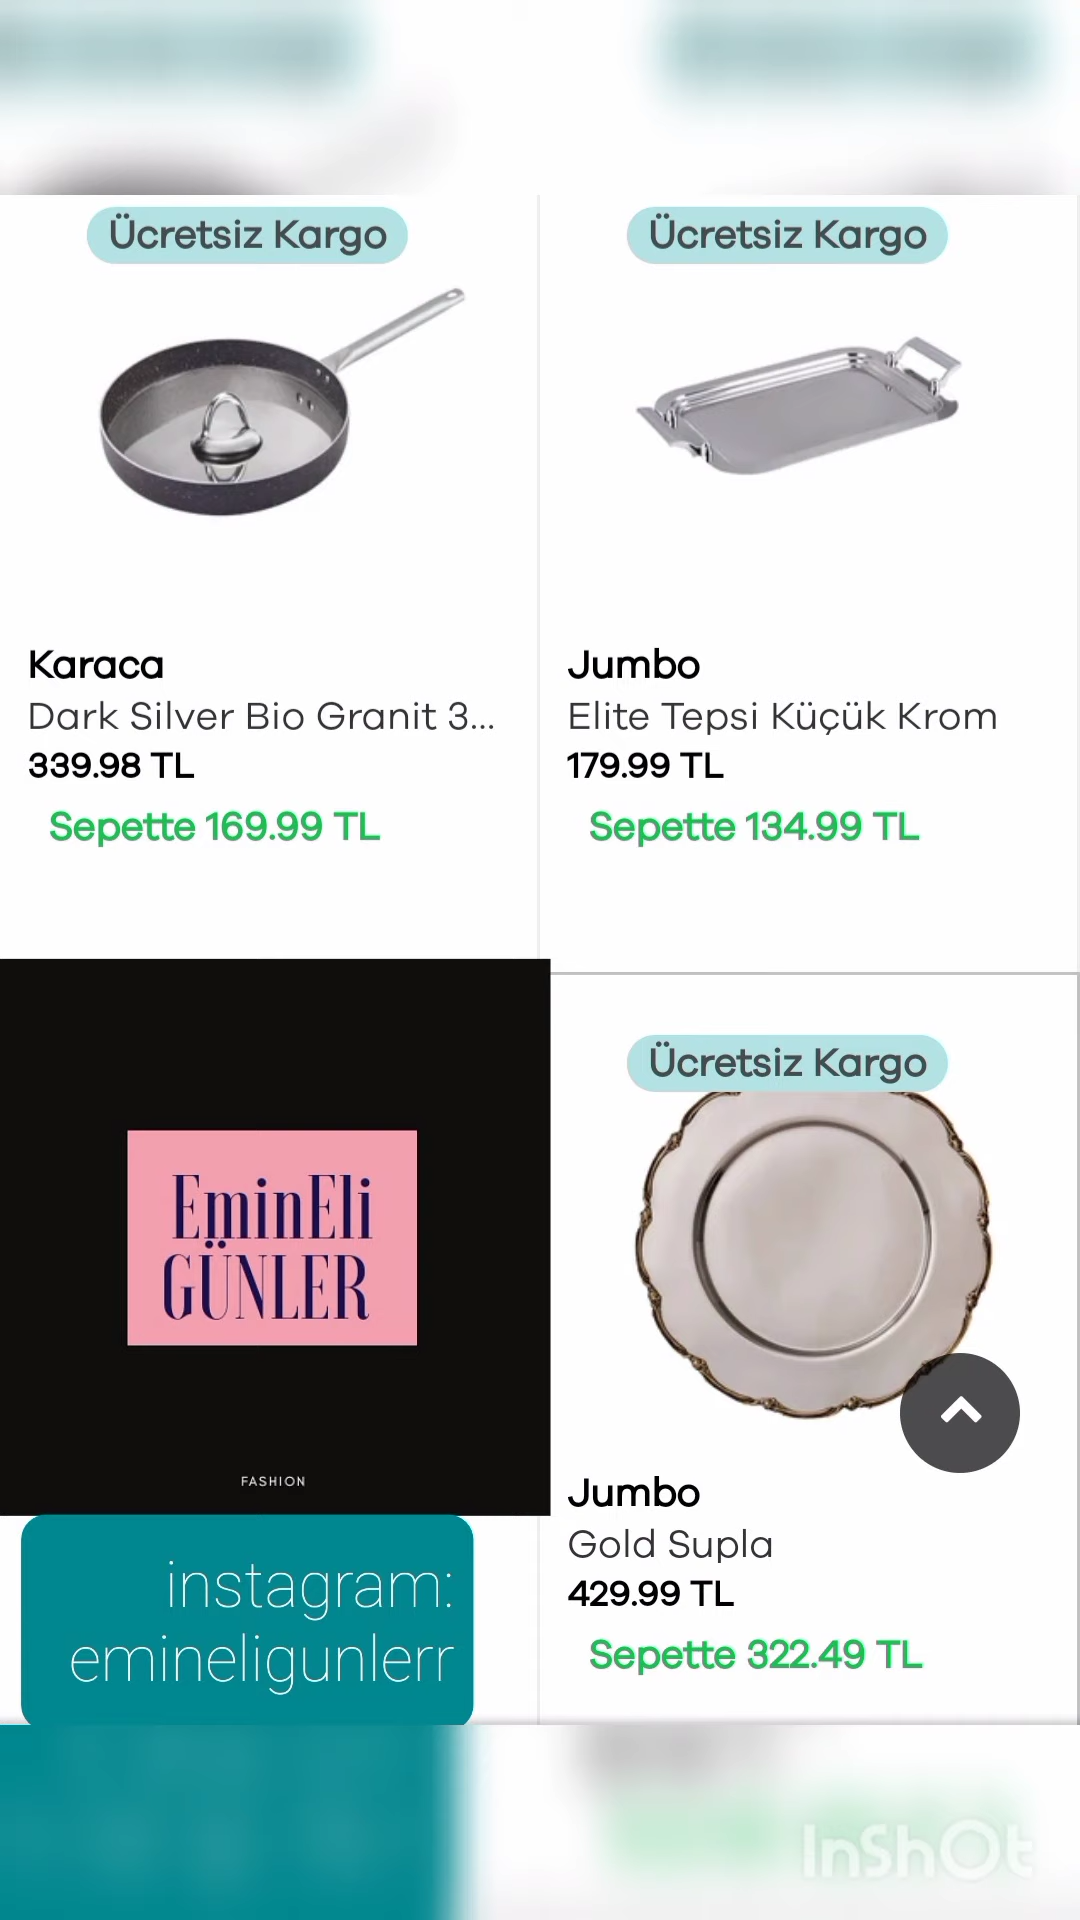 Ücretsiz Kargo
Ücretsiz Kargo
Karaca
Dark Silver Bio Granit 3...
339.98 TL
Sepette 169.99 TL
Jumbo
Elite Tepsi Küçük Krom
179.99 TL
Sepette 134.99 TL
EminEli
GÜNLER
FASHION
instagram:
emineligunlerr
Ücretsiz Kargo
Jumbo
Gold Supla
429.99 TL
Sepette 322.49 TL
InShOt